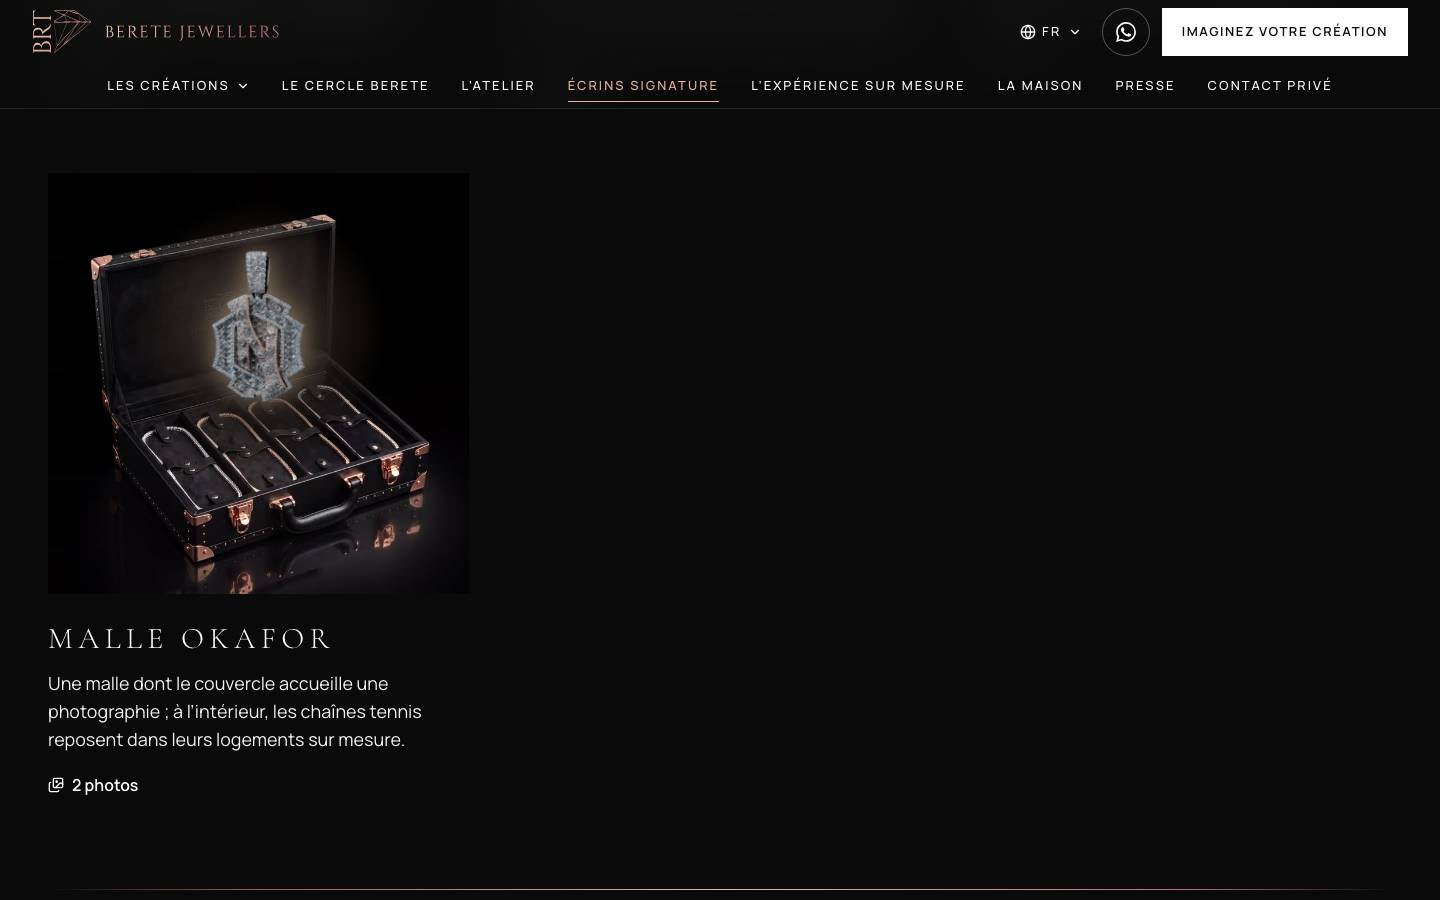 BRT
BERETE JEWELLERS
FR
IMAGINEZ VOTRE CRÉATION
LES CRÉATIONS
LE CERCLE BERETE
L'ATELIER
ÉCRINS SIGNATURE
L'EXPÉRIENCE SUR MESURE
LA MAISON
PRESSE
CONTACT PRIVÉ
N
MALLE OKAFOR
Une malle dont le couvercle accueille une
photographie ; à l'intérieur, les chaînes tennis
reposent dans leurs logements sur mesure.
2 photos